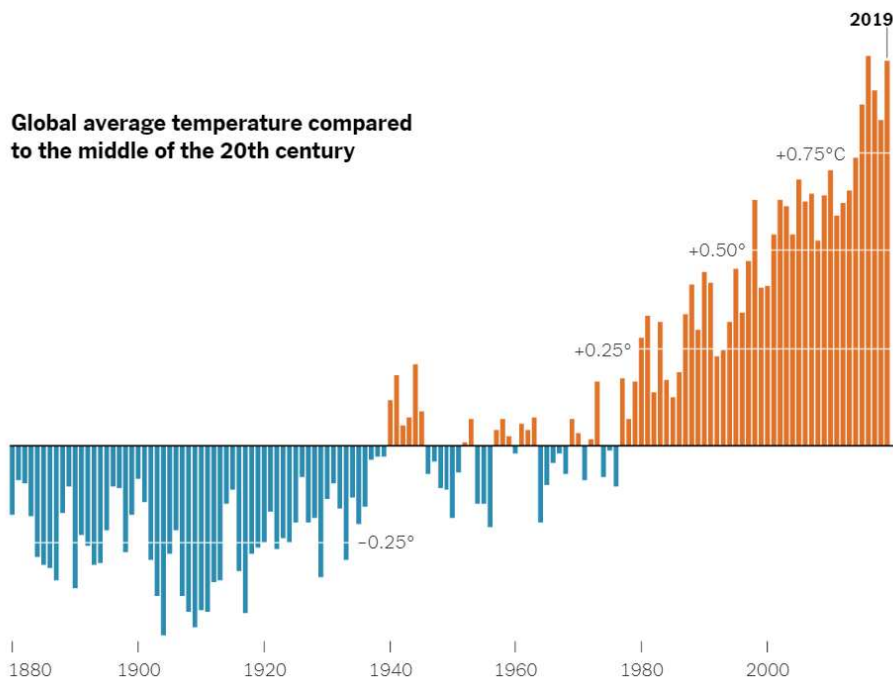 2019
Global average temperature compared
to the middle of the 20th century
+0.75°C
+0.50°
+0.25°
−0.25°
1880 1900 1920 1940 1960 1980 2000